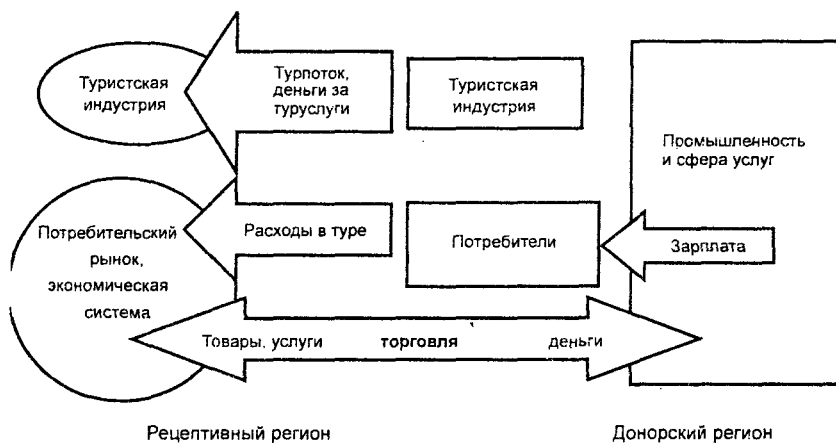 Туристская
индустрия
Турпоток,
деньги за
туруслуги
Туристская
индустрия
Промышленность
и сфера услуг
Потребительский
рынок,
экономическая
система
Расходы в туре
Потребители
Зарплата
Товары, услуги торговля деньги
Рецептивный регион
Донорский регион